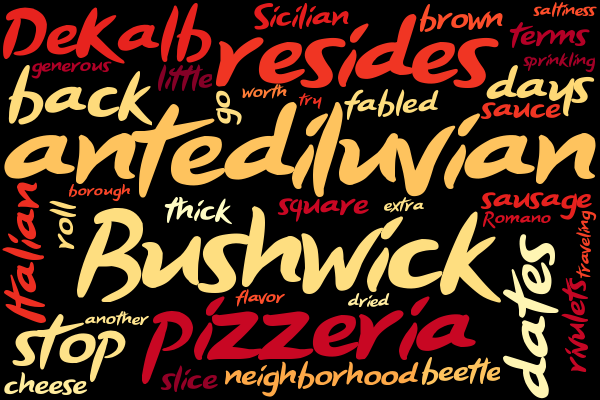 DeKalb
Sicilian
brown
saltiness
generous
little
resides
terms
sprinkling
back
go
worth
try
fabled
days
sauce
antediluvian
Italian
borough
roll
thick
square
extra
sausage
Romano
traveling
Bushwick
dates
rivulets
flavor
dried
stop
another
pizzeria
cheese
slice
neighborhood
beetle